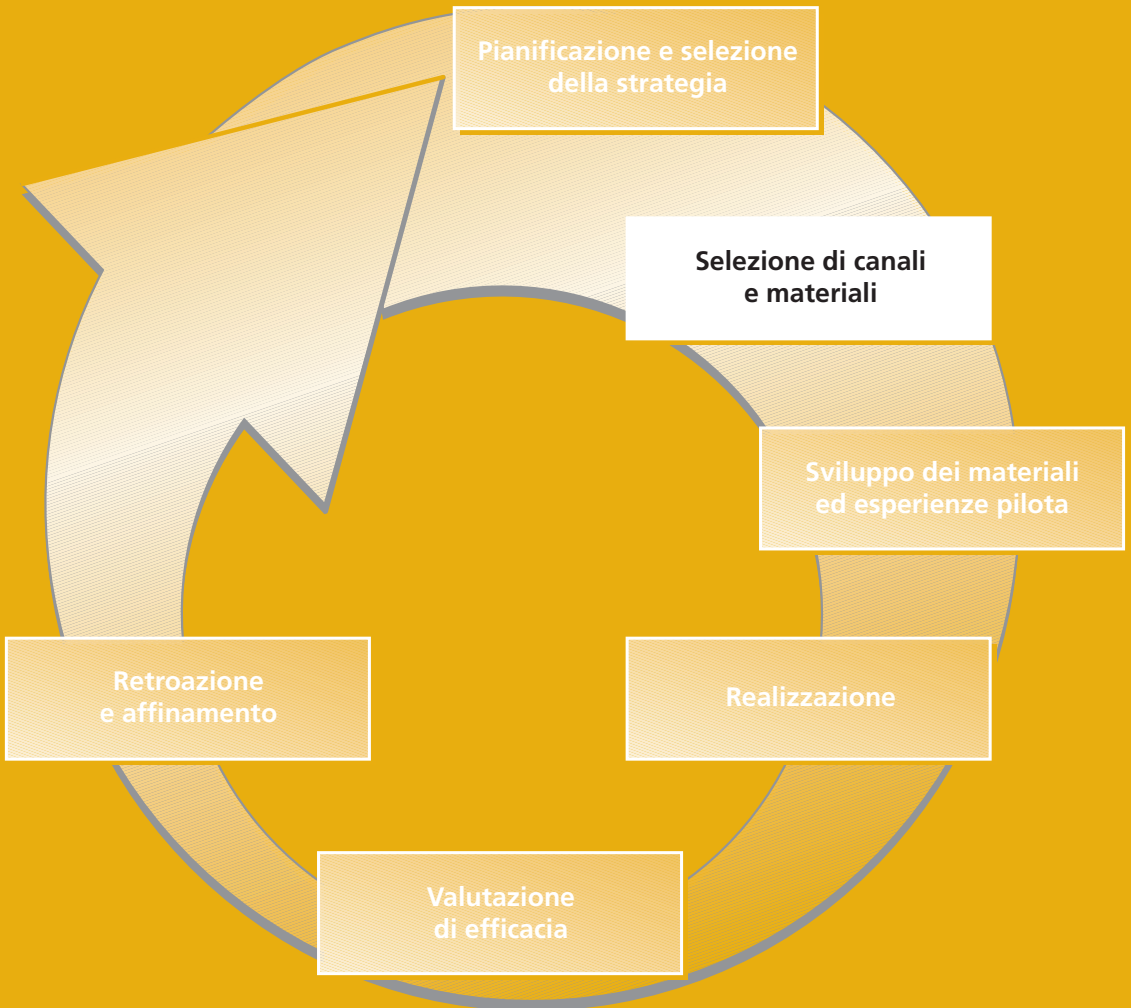 Pianificazione e selezione
della strategia
Selezione di canali
e materiali
Sviluppo dei materiali
ed esperienze pilota
Realizzazione
Valutazione
di efficacia
Retroazione
e affinamento